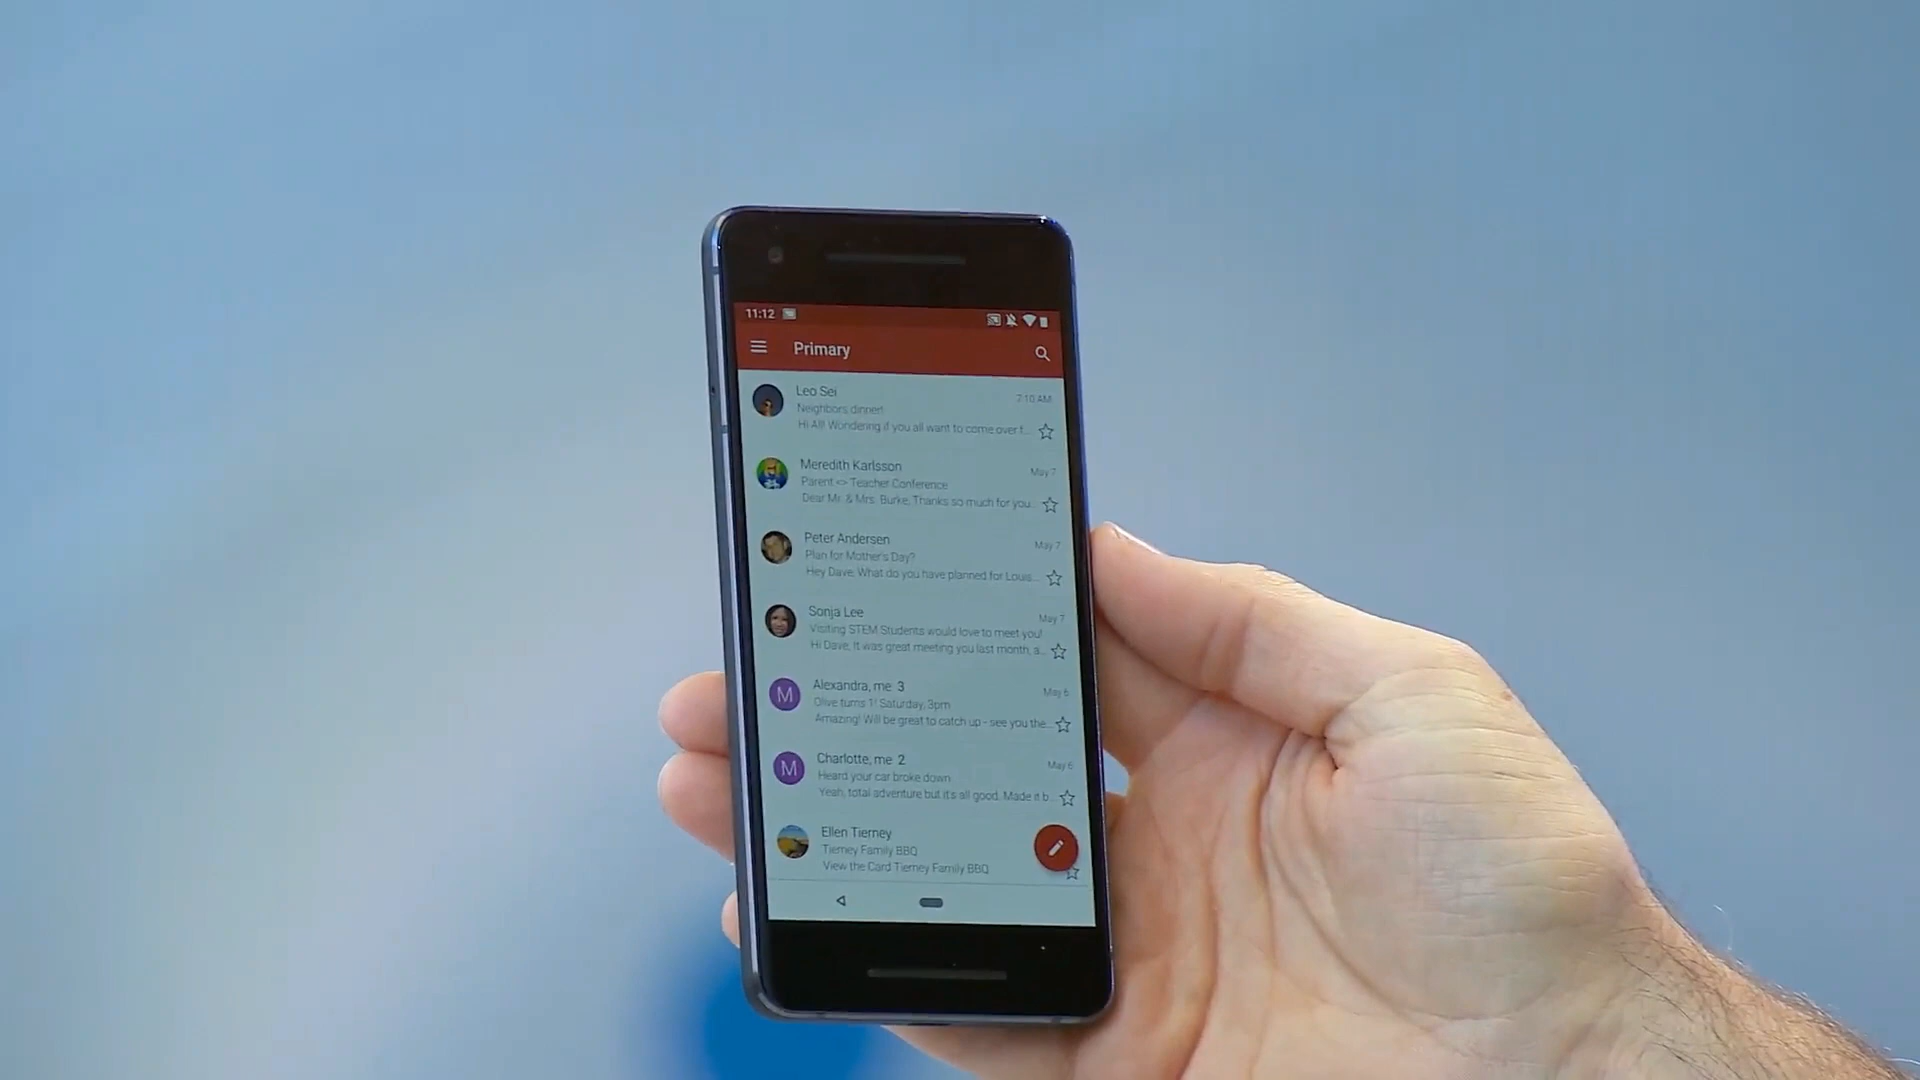 11:12
Primary
Leo Sei
7:10 AM
Neighbors dinner!
Hi All! Wondering if you all want to come over f...
Meredith Karlsson
May 7
Parent <> Teacher Conference
Dear Mr. & Mrs. Burke, Thanks so much for you...
Peter Andersen
May 7
Plan for Mother's Day?
Hey Dave, What do you have planned for Louis...
Sonja Lee
May 7
Visiting STEM Students would love to meet you!
Hi Dave, It was great meeting you last month, a...
M
Alexandra, me 3
May 6
Olive turns 1! Saturday, 3pm
Amazing! Will be great to catch up - see you the...
M
Charlotte, me 2
May 6
Heard your car broke down
Yeah, total adventure but it's all good. Made it b...
Ellen Tierney
Tierney Family BBQ
View the Card Tierney Family BBQ